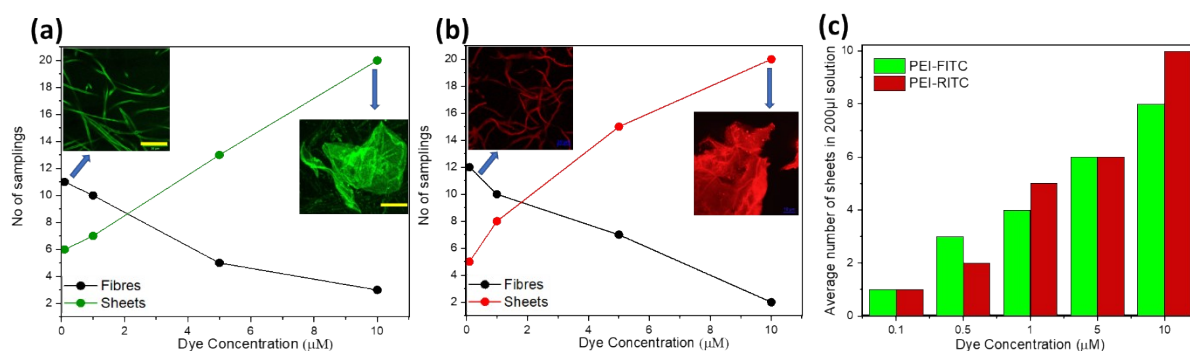 (a)
No of samplings
20
18
16
14
12
10
8
6
4
2
Fibres
Sheets
0 2 4 6 8 10
Dye Concentration (μM)
(b)
No of samplings
20
18
16
14
12
10
8
6
4
2
Fibres
Sheets
0 2 4 6 8 10
Dye Concentration (μM)
(c)
Average number of sheets in 200μl solution
10
8
6
4
2
0
PEI-FITC
PEI-RITC
0.1 0.5 1 5 10
Dye Concentration (μM)